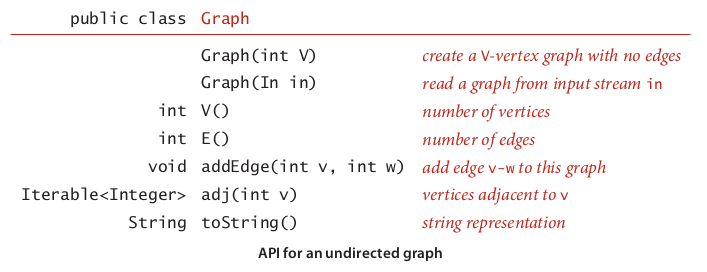 public class Graph
Graph(int V) create a V-vertex graph with no edges
Graph(In in) read a graph from input stream in
int V() number of vertices
int E() number of edges
void addEdge(int v, int w) add edge v-w to this graph
Iterable<Integer> adj(int v) vertices adjacent to v
String toString() string representation
API for an undirected graph